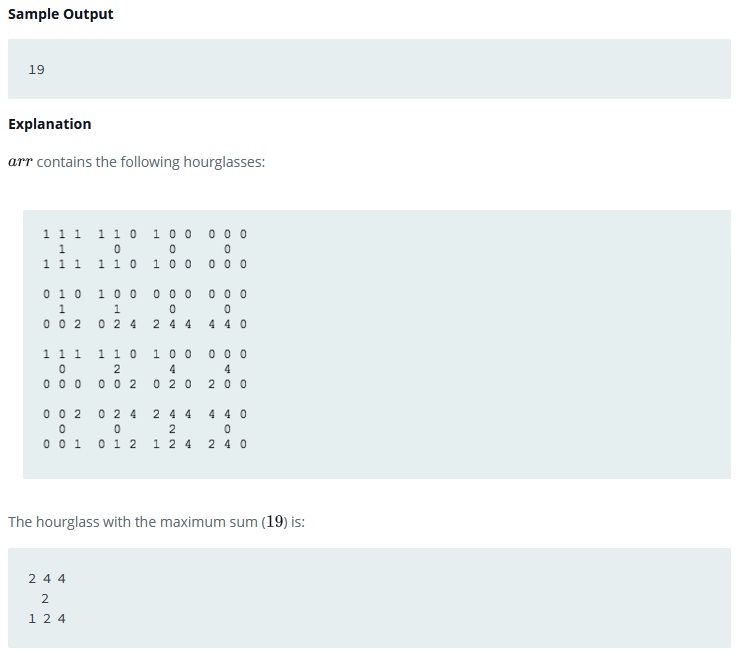 Sample Output
19
Explanation
arr contains the following hourglasses:
1 1 1  1 1 0  1 0 0  0 0 0
  1      0      0      0
1 1 1  1 1 0  1 0 0  0 0 0
0 1 0  1 0 0  0 0 0  0 0 0
  1      1      0      0
0 0 2  0 2 4  2 4 4  4 4 0
1 1 1  1 1 0  1 0 0  0 0 0
  0      2      4      4
0 0 0  0 0 2  0 2 0  2 0 0
0 0 2  0 2 4  2 4 4  4 4 0
  0      0      2      0
0 0 1  0 1 2  1 2 4  2 4 0
The hourglass with the maximum sum (19) is:
2 4 4
  2
1 2 4